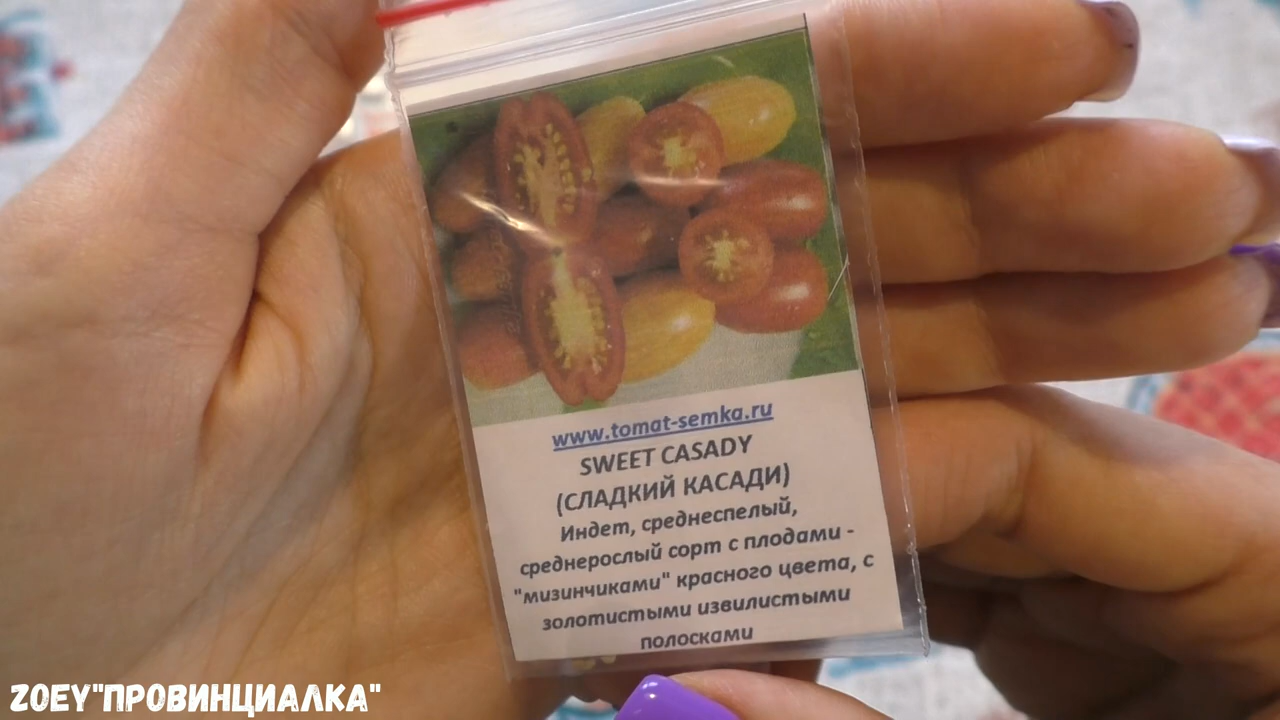 www.tomat-semka.ru
SWEET CASADY
(СЛАДКИЙ КАСАДИ)
Индет, среднеспелый,
среднерослый сорт с плодами -
"мизинчиками" красного цвета, с
золотистыми извилистыми
полосками
ZOEY"ПРОВИНЦИАЛКА"